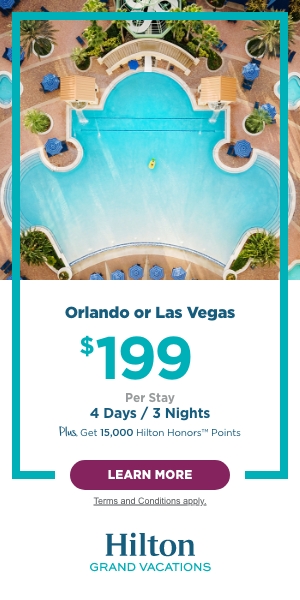 Orlando or Las Vegas
$199
Per Stay
4 Days / 3 Nights
Plus, Get 15,000 Hilton Honors™ Points
LEARN MORE
Terms and Conditions apply.
Hilton
GRAND VACATIONS